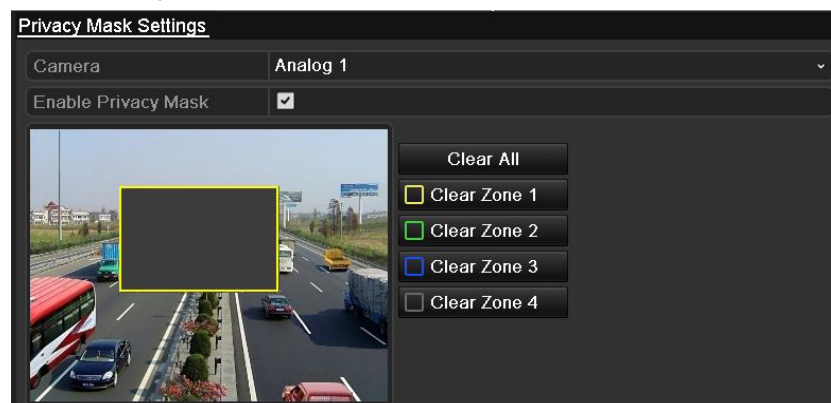 Privacy Mask Settings
Camera Analog 1
Enable Privacy Mask
Clear All
Clear Zone 1
Clear Zone 2
Clear Zone 3
Clear Zone 4